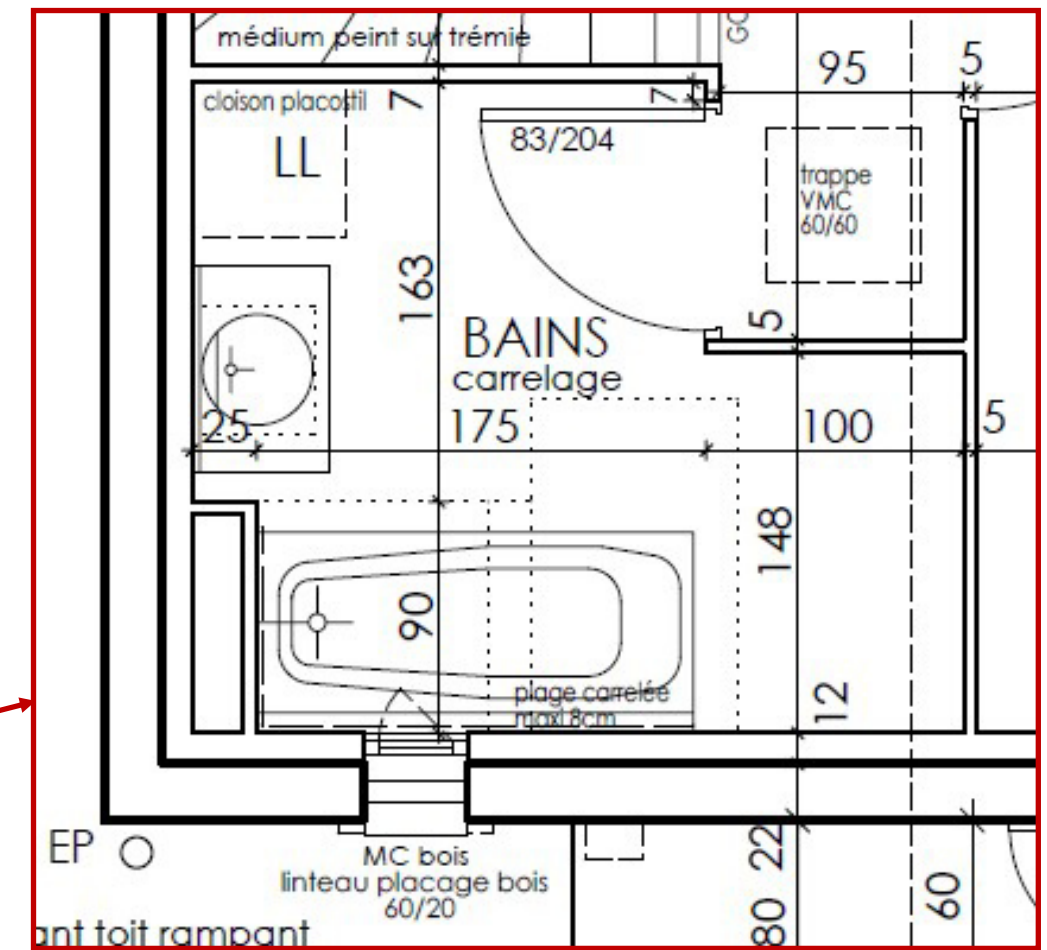 médium peint sur trémie
95
5
cloison placostil
7
7
83/204
LL
trappe
VMC
60/60
163
5
BAINS
carrelage
25
175
100
5
148
90
plage carrelée
maxi 8cm
12
EP
MC bois
linteau placage bois
60/20
22
80
60
ant toit rampant